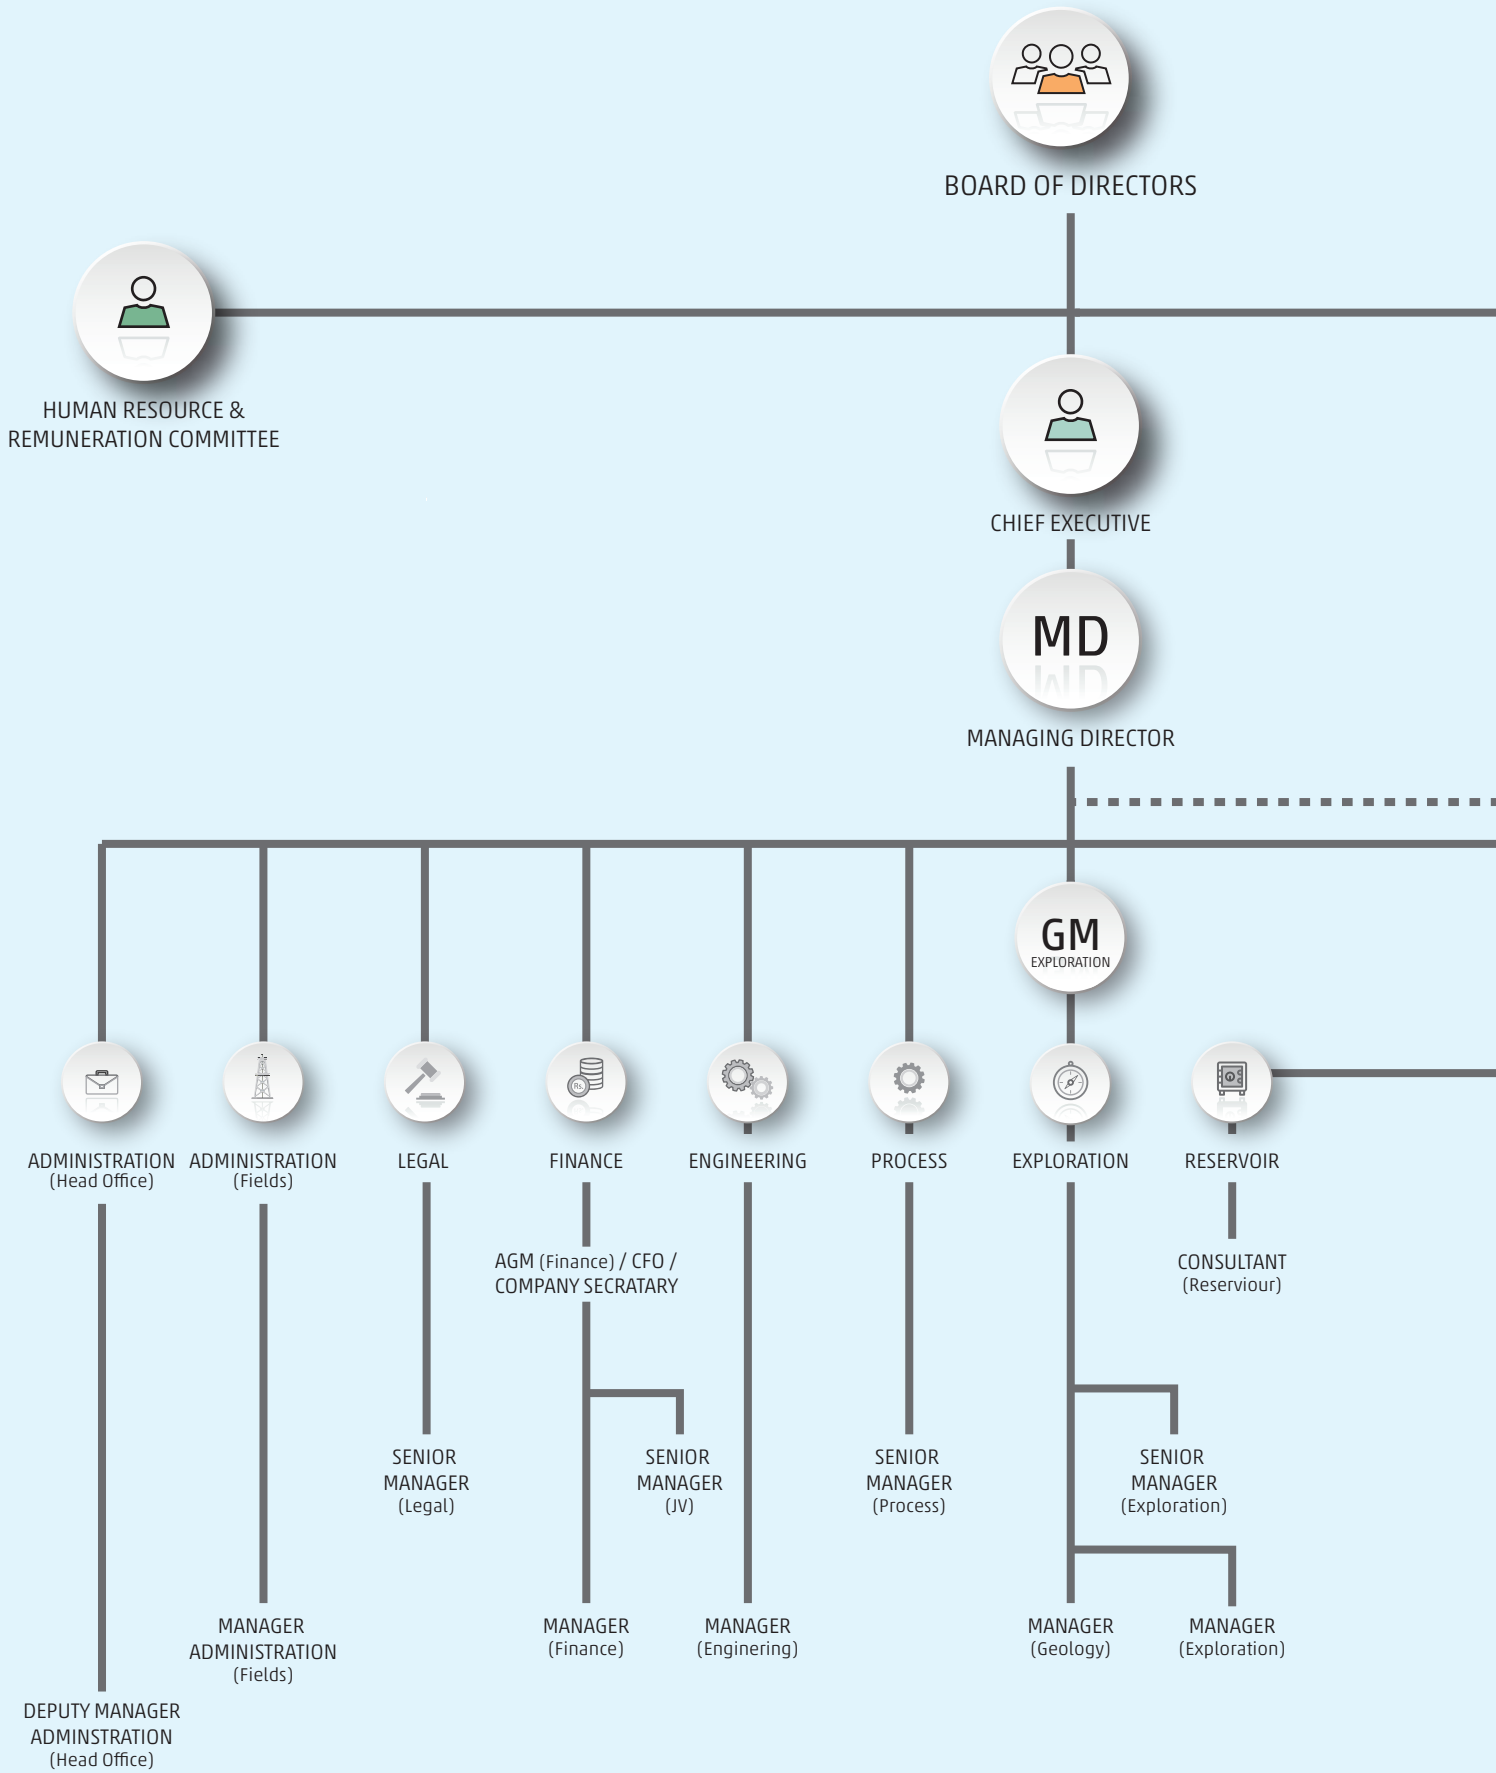 BOARD OF DIRECTORS
HUMAN RESOURCE &
REMUNERATION COMMITTEE
CHIEF EXECUTIVE
MD
MANAGING DIRECTOR
GM
EXPLORATION
Rs.
ADMINISTRATION
(Head Office)
ADMINISTRATION
(Fields)
LEGAL
FINANCE
ENGINEERING
PROCESS
EXPLORATION
RESERVOIR
AGM (Finance) / CFO /
COMPANY SECRATARY
CONSULTANT
(Reserviour)
SENIOR
MANAGER
(Legal)
SENIOR
MANAGER
(JV)
SENIOR
MANAGER
(Process)
SENIOR
MANAGER
(Exploration)
MANAGER
ADMINISTRATION
(Fields)
MANAGER
(Finance)
MANAGER
(Enginering)
MANAGER
(Geology)
MANAGER
(Exploration)
DEPUTY MANAGER
ADMINSTRATION
(Head Office)